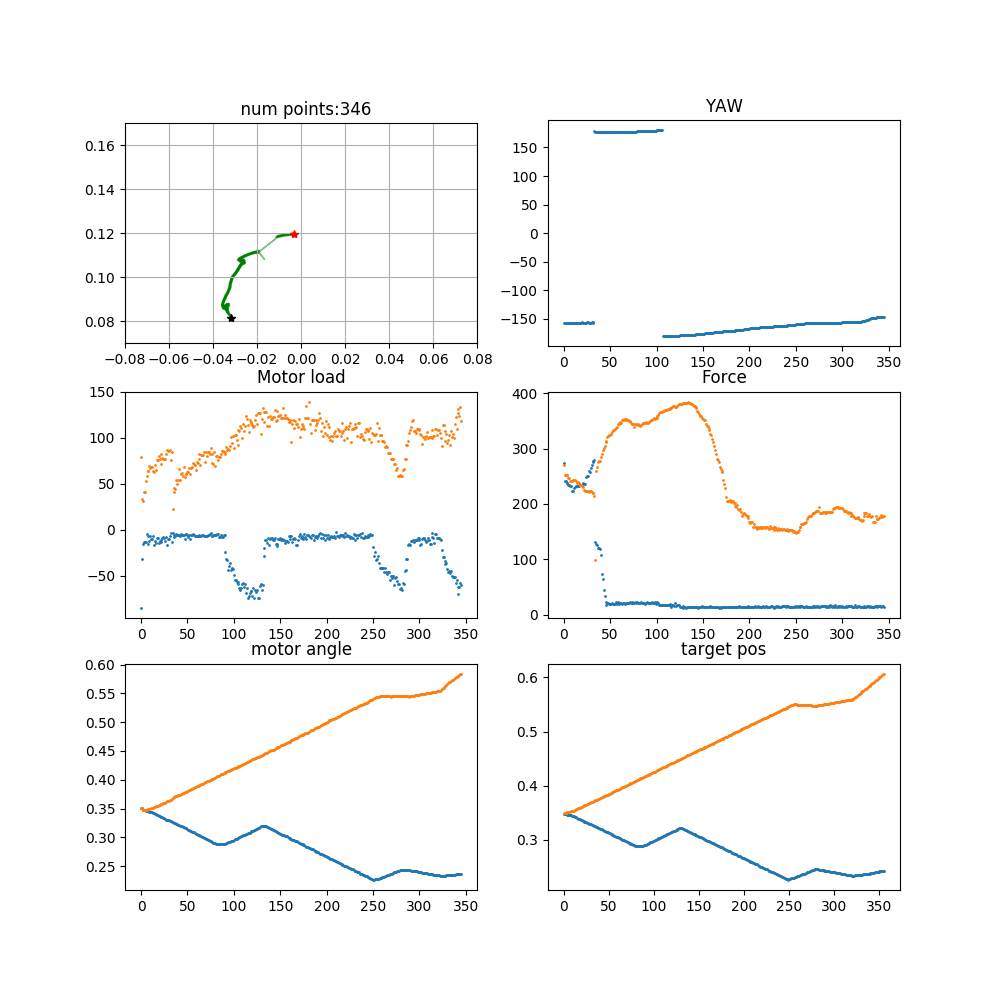 num points:346
YAW
0.16
0.14
0.12
0.10
0.08
−0.08 −0.06 −0.04 −0.02 0.00 0.02 0.04 0.06 0.08
150
100
50
0
−50
−100
−150
0 50 100 150 200 250 300 350
Motor load
Force
150
100
50
0
−50
0 50 100 150 200 250 300 350
400
300
200
100
0
0 50 100 150 200 250 300 350
motor angle
target pos
0.60
0.55
0.50
0.45
0.40
0.35
0.30
0.25
0 50 100 150 200 250 300 350
0.6
0.5
0.4
0.3
0 50 100 150 200 250 300 350